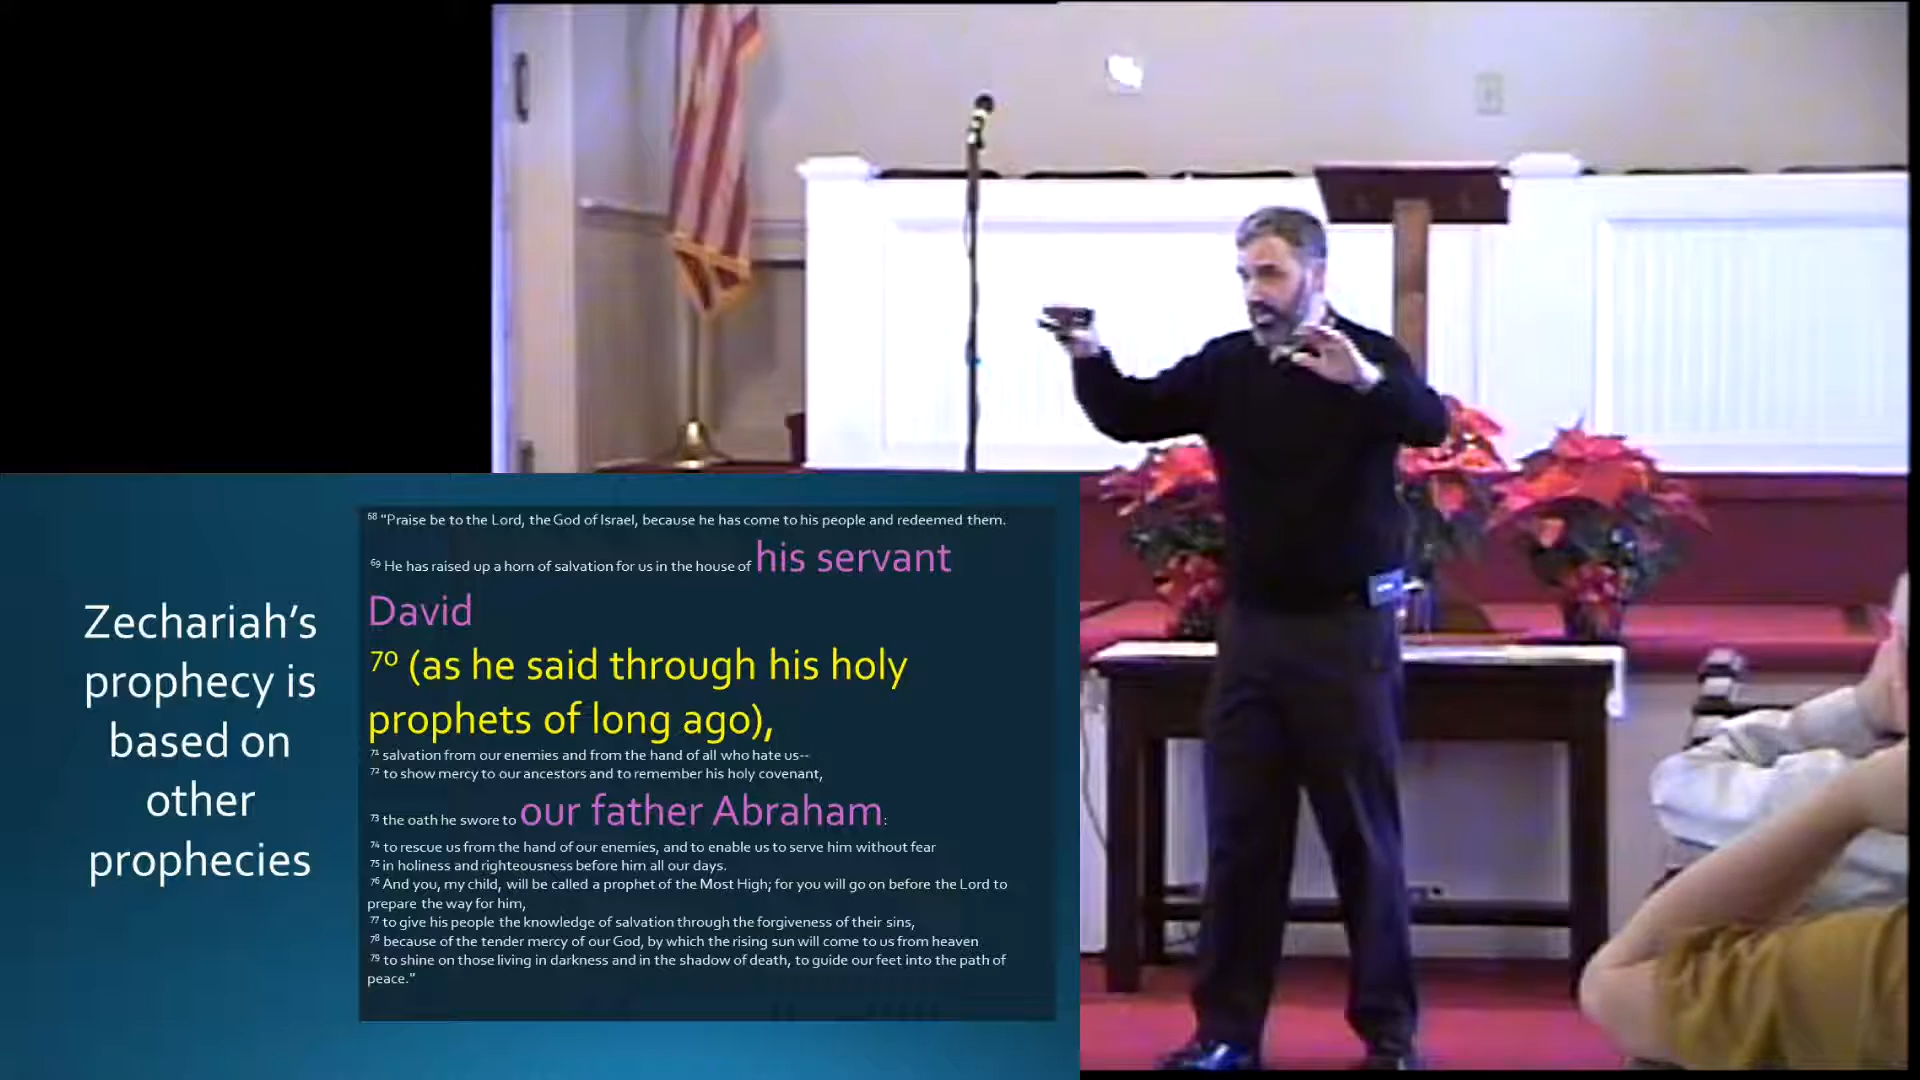 Zechariah’s
prophecy is
based on
other
prophecies
68 "Praise be to the Lord, the God of Israel, because he has come to his people and redeemed them.
69 He has raised up a horn of salvation for us in the house of his servant
David
70 (as he said through his holy
prophets of long ago),
71 salvation from our enemies and from the hand of all who hate us--
72 to show mercy to our ancestors and to remember his holy covenant,
73 the oath he swore to our father Abraham:
74 to rescue us from the hand of our enemies, and to enable us to serve him without fear
75 in holiness and righteousness before him all our days.
76 And you, my child, will be called a prophet of the Most High; for you will go on before the Lord to
prepare the way for him,
77 to give his people the knowledge of salvation through the forgiveness of their sins,
78 because of the tender mercy of our God, by which the rising sun will come to us from heaven
79 to shine on those living in darkness and in the shadow of death, to guide our feet into the path of
peace."